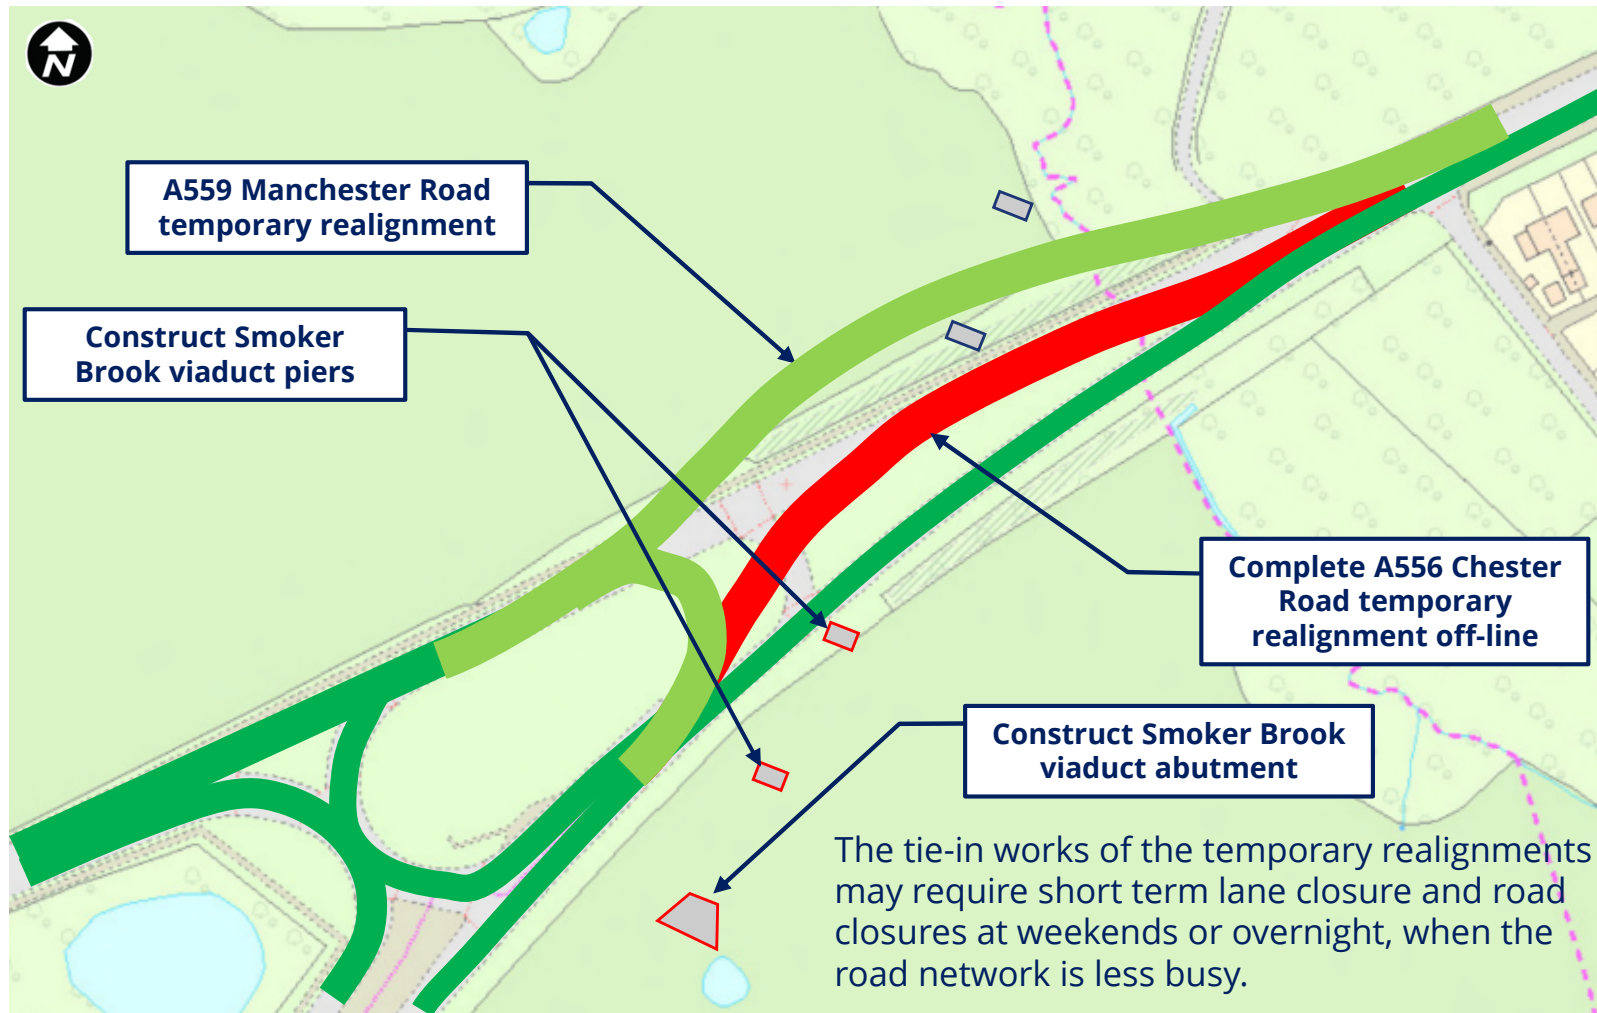 N
A559 Manchester Road
temporary realignment
Construct Smoker
Brook viaduct piers
Complete A556 Chester
Road temporary
realignment off-line
Construct Smoker Brook
viaduct abutment
The tie-in works of the temporary realignments
may require short term lane closure and road
closures at weekends or overnight, when the
road network is less busy.